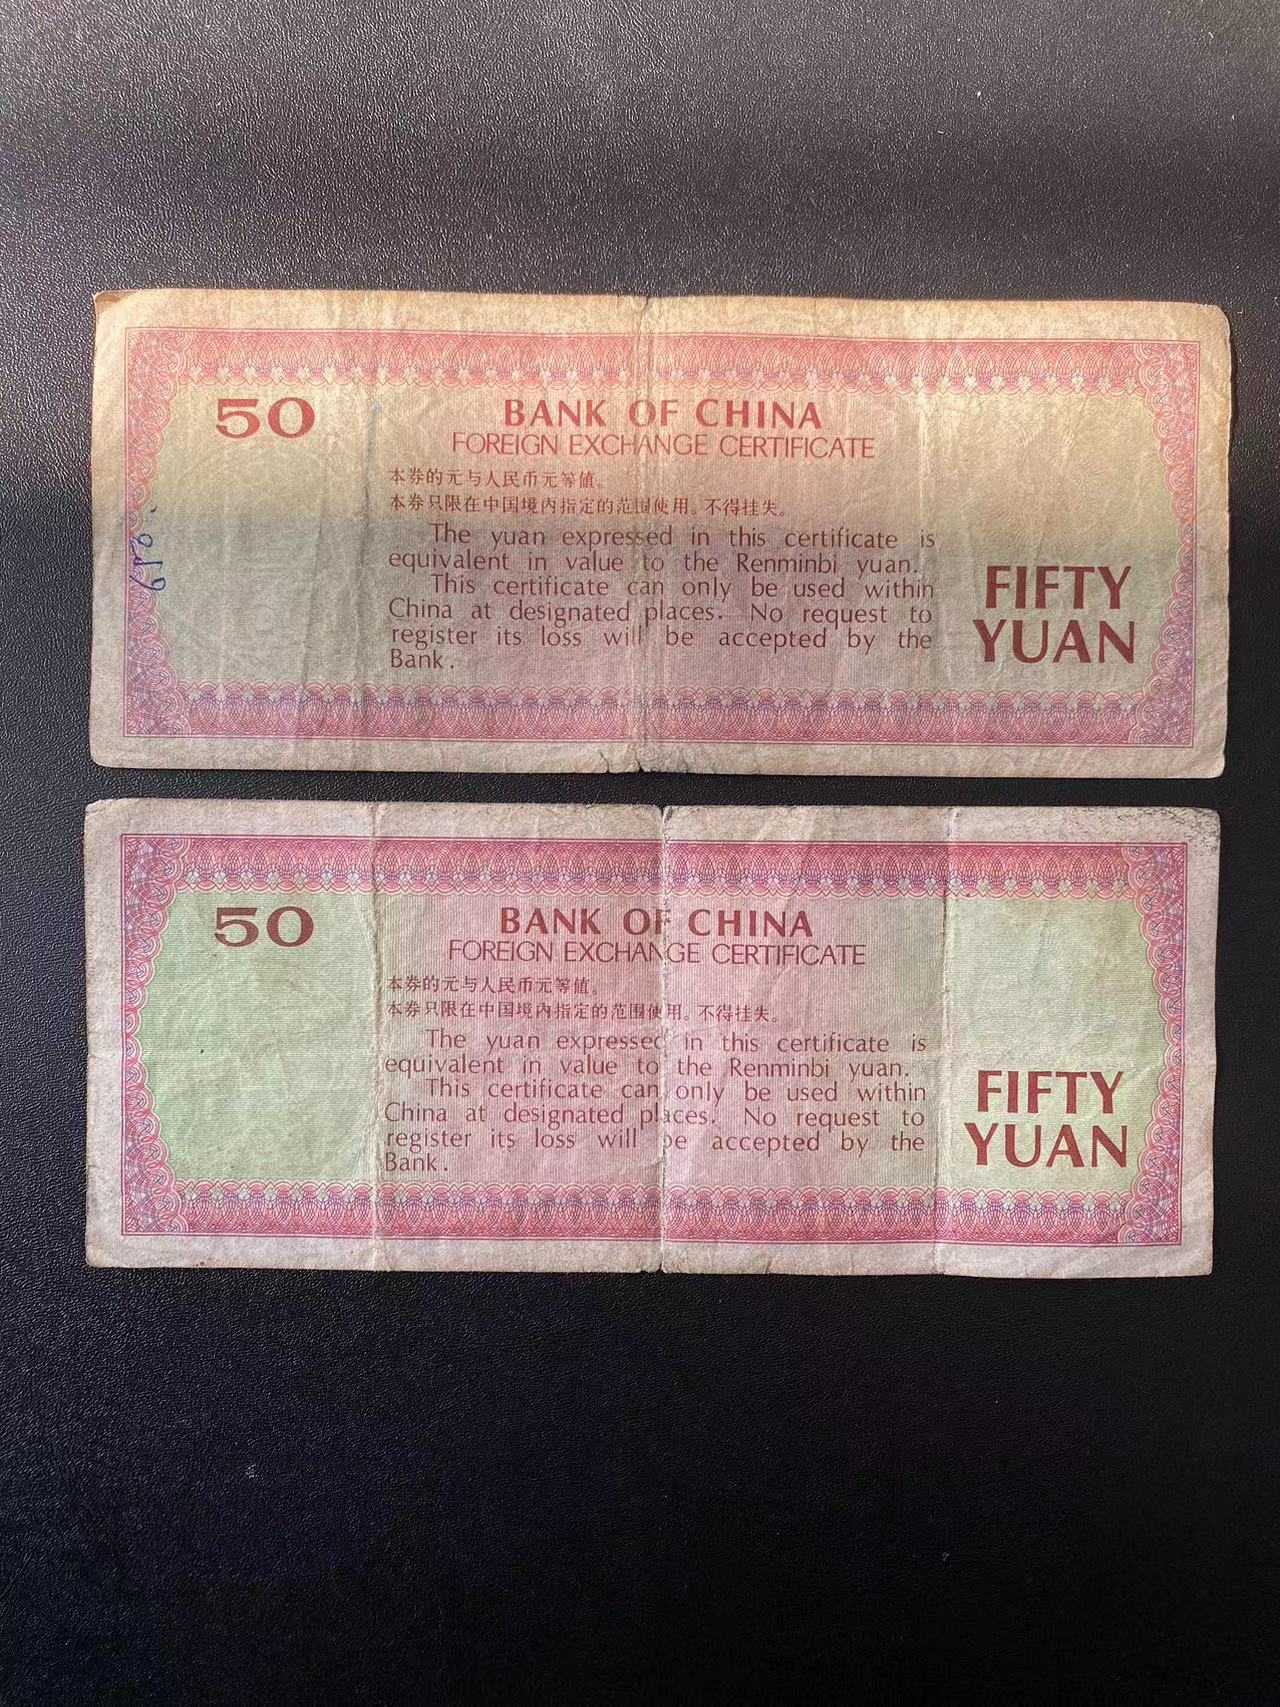 50
BANK OF CHINA
FOREIGN EXCHANGE CERTIFICATE
本券的元与人民币元等值。
本券只限在中国境内指定的范围使用。不得挂失。
The yuan expressed in this certificate is
equivalent in value to the Renminbi yuan.
This certificate can only be used within
China at designated places. No request to
register its loss will be accepted by the
Bank.
FIFTY
YUAN
50
BANK OF CHINA
FOREIGN EXCHANGE CERTIFICATE
本券的元与人民币元等值。
本券只限在中国境内指定的范围使用。不得挂失。
The yuan expressed in this certificate is
equivalent in value to the Renminbi yuan.
This certificate can only be used within
China at designated places. No request to
register its loss will be accepted by the
Bank.
FIFTY
YUAN